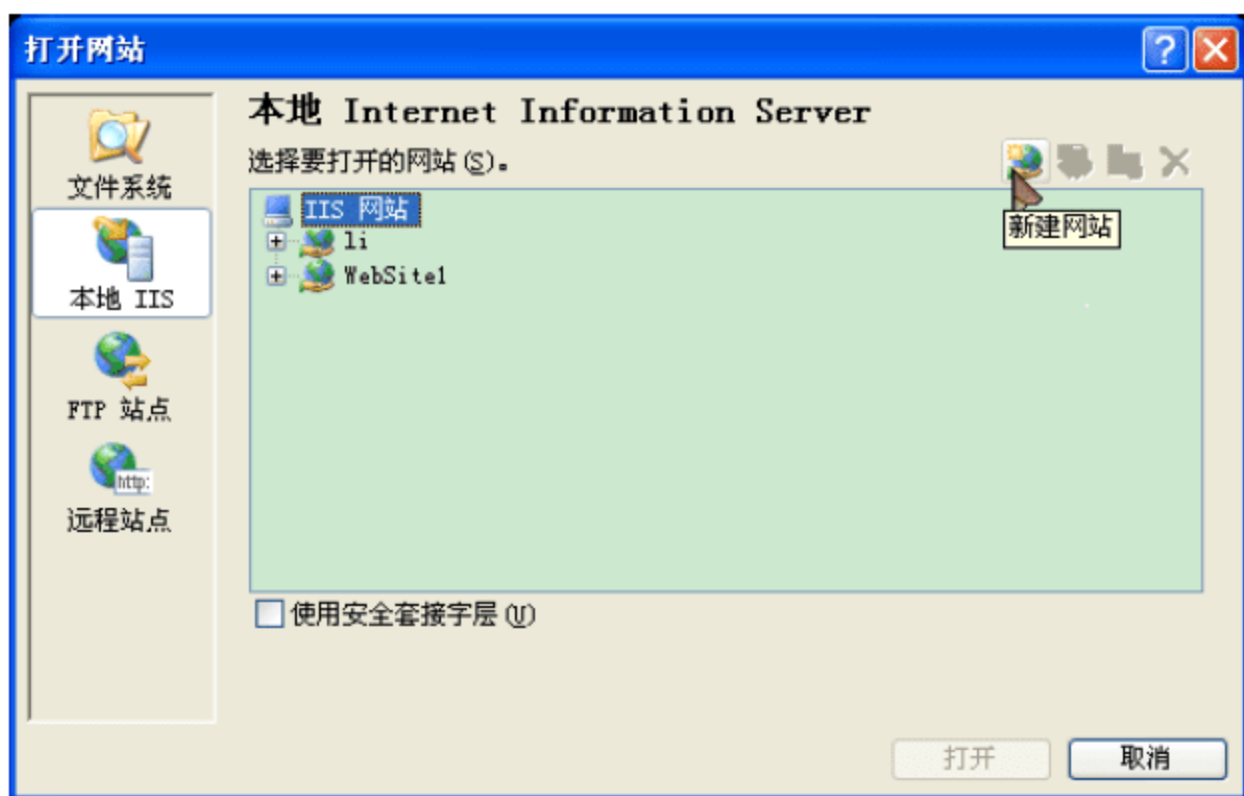 打开网站
文件系统
本地 IIS
FTP 站点
http:
远程站点
本地 Internet Information Server
选择要打开的网站(S)。
新建网站
IIS 网站
li
WebSite1
使用安全套接字层(U)
打开
取消